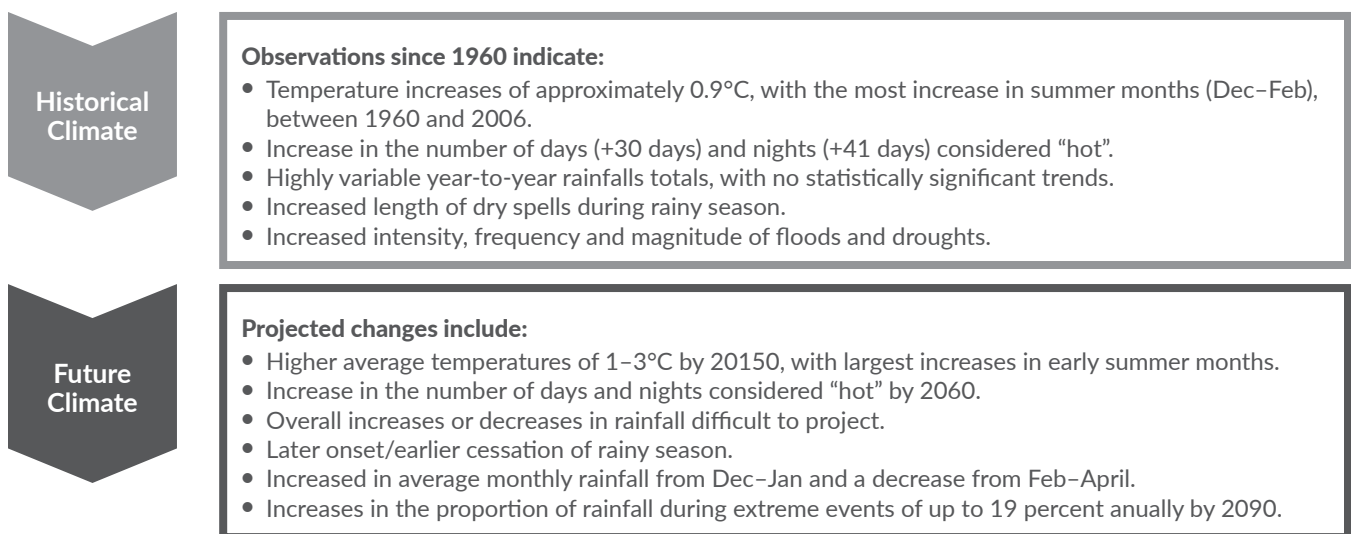 Historical
Climate
Observations since 1960 indicate:
• Temperature increases of approximately 0.9°C, with the most increase in summer months (Dec–Feb),
between 1960 and 2006.
• Increase in the number of days (+30 days) and nights (+41 days) considered “hot”.
• Highly variable year-to-year rainfalls totals, with no statistically significant trends.
• Increased length of dry spells during rainy season.
• Increased intensity, frequency and magnitude of floods and droughts.
Future
Climate
Projected changes include:
• Higher average temperatures of 1–3°C by 20150, with largest increases in early summer months.
• Increase in the number of days and nights considered “hot” by 2060.
• Overall increases or decreases in rainfall difficult to project.
• Later onset/earlier cessation of rainy season.
• Increased in average monthly rainfall from Dec–Jan and a decrease from Feb–April.
• Increases in the proportion of rainfall during extreme events of up to 19 percent anually by 2090.